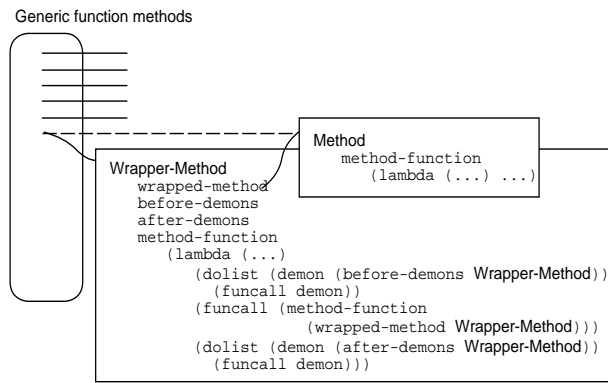 Generic function methods
Method
method-function
(lambda (...) ...)
Wrapper-Method
wrapped-method
before-demons
after-demons
method-function
(lambda (...)
(dolist (demon (before-demons Wrapper-Method))
(funcall demon))
(funcall (method-function
(wrapped-method Wrapper-Method)))
(dolist (demon (after-demons Wrapper-Method))
(funcall demon)))